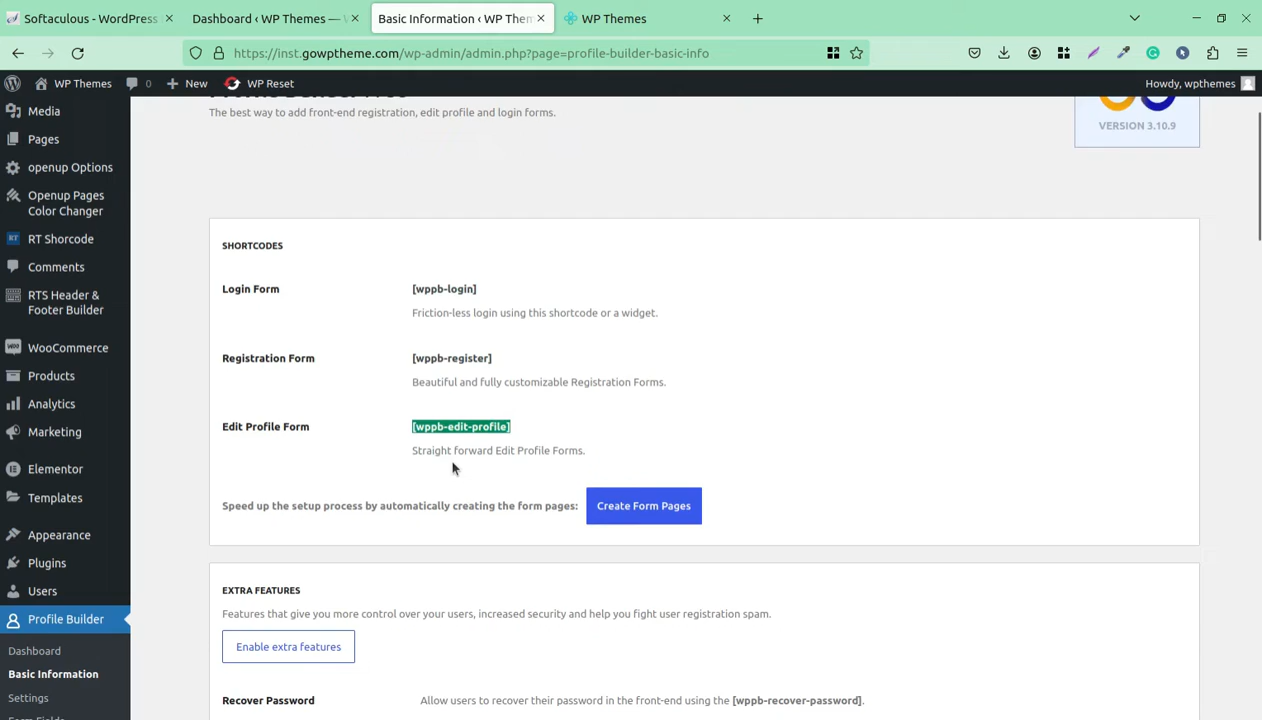 Softaculous - WordPress
Dashboard ‹ WP Themes —
Basic Information ‹ WP Then
WP Themes
https://inst.gowptheme.com/wp-admin/admin.php?page=profile-builder-basic-info
WP Themes
0
New
WP Reset
Howdy, wpthemes
Media
Pages
openup Options
Openup Pages
Color Changer
RT Shorcode
Comments
RTS Header &
Footer Builder
WooCommerce
Products
Analytics
Marketing
Elementor
Templates
Appearance
Plugins
Users
Profile Builder
Dashboard
Basic Information
Settings
The best way to add front-end registration, edit profile and login forms.
VERSION 3.10.9
SHORTCODES
Login Form
[wppb-login]
Friction-less login using this shortcode or a widget.
Registration Form
[wppb-register]
Beautiful and fully customizable Registration Forms.
Edit Profile Form
[wppb-edit-profile]
Straight forward Edit Profile Forms.
Speed up the setup process by automatically creating the form pages:
Create Form Pages
EXTRA FEATURES
Features that give you more control over your users, increased security and help you fight user registration spam.
Enable extra features
Recover Password
Allow users to recover their password in the front-end using the [wppb-recover-password].